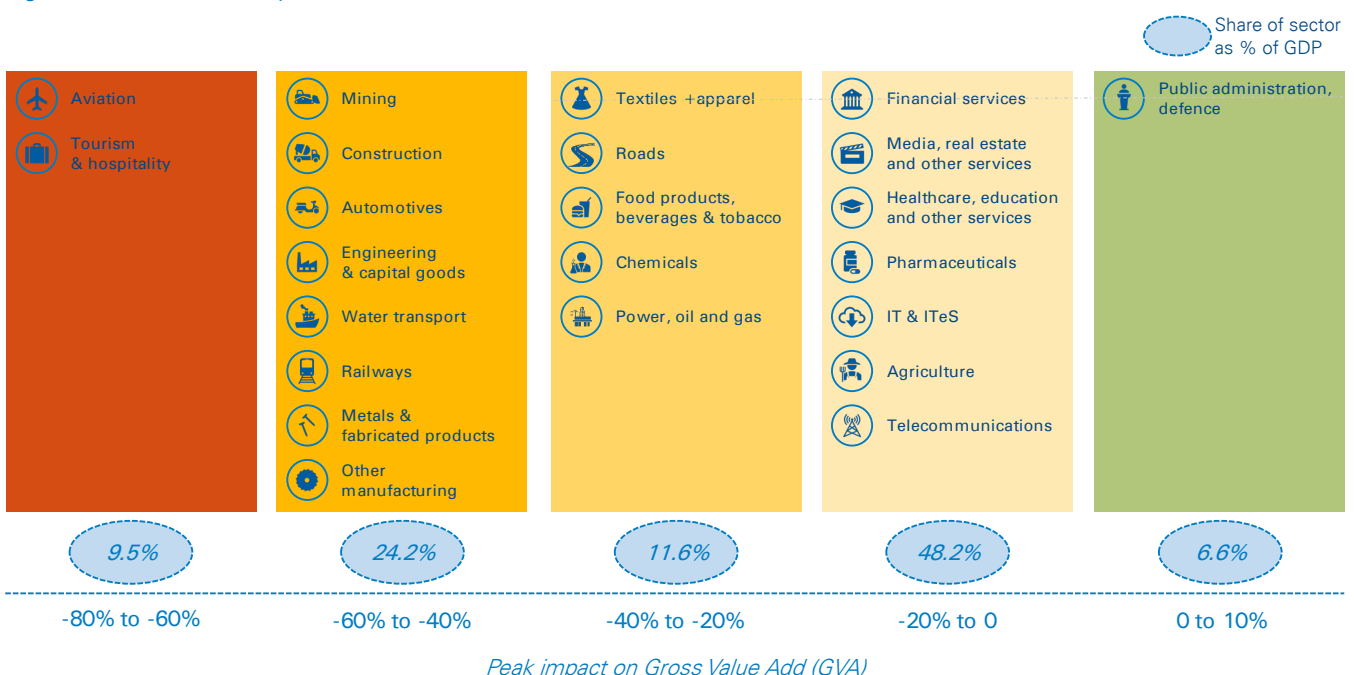 Share of sector
as % of GDP
Aviation
Tourism
& hospitality
Mining
Construction
Automotives
Engineering
& capital goods
Water transport
Railways
Metals &
fabricated products
Other
manufacturing
Textiles +apparel
Roads
Food products,
beverages & tobacco
Chemicals
Power, oil and gas
Financial services
Media, real estate
and other services
Healthcare, education
and other services
Pharmaceuticals
IT & ITeS
Agriculture
Telecommunications
Public administration,
defence
9.5%
24.2%
11.6%
48.2%
6.6%
-80% to -60%
-60% to -40%
-40% to -20%
-20% to 0
0 to 10%
Peak impact on Gross Value Add (GVA)